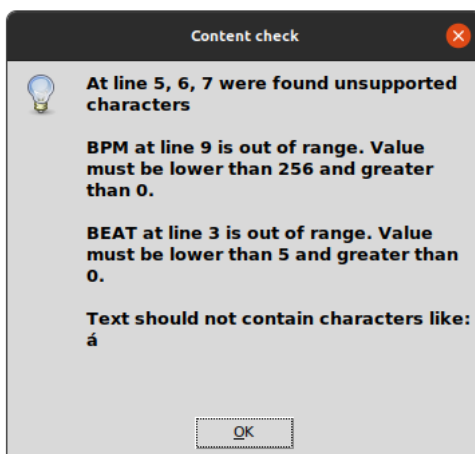 Content check
At line 5, 6, 7 were found unsupported
characters
BPM at line 9 is out of range. Value
must be lower than 256 and greater
than 0.
BEAT at line 3 is out of range. Value
must be lower than 5 and greater than
0.
Text should not contain characters like:
á
OK